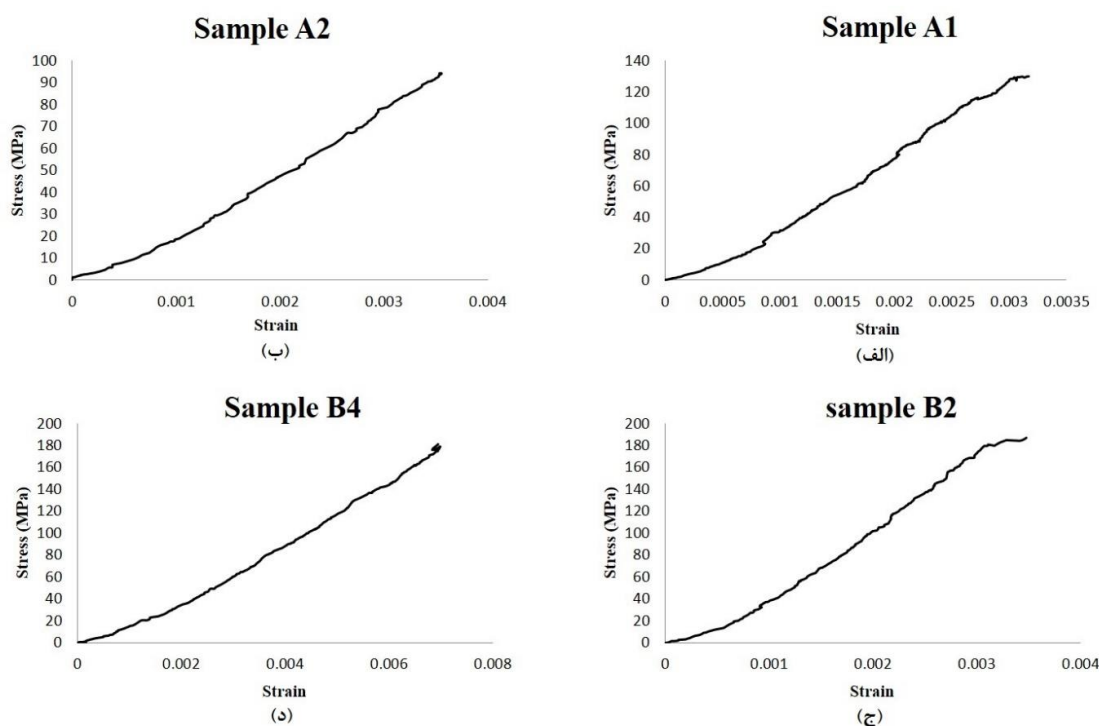 Sample A2
Stress (MPa)
100
90
80
70
60
50
40
30
20
10
0
0 0.001 0.002 0.003 0.004
Strain
(ب)
Sample A1
Stress (MPa)
140
120
100
80
60
40
20
0
0 0.0005 0.001 0.0015 0.002 0.0025 0.003 0.0035
Strain
(الف)
Sample B4
Stress (MPa)
200
180
160
140
120
100
80
60
40
20
0
0 0.002 0.004 0.006 0.008
Strain
(د)
sample B2
Stress (MPa)
200
180
160
140
120
100
80
60
40
20
0
0 0.001 0.002 0.003 0.004
Strain
(ج)